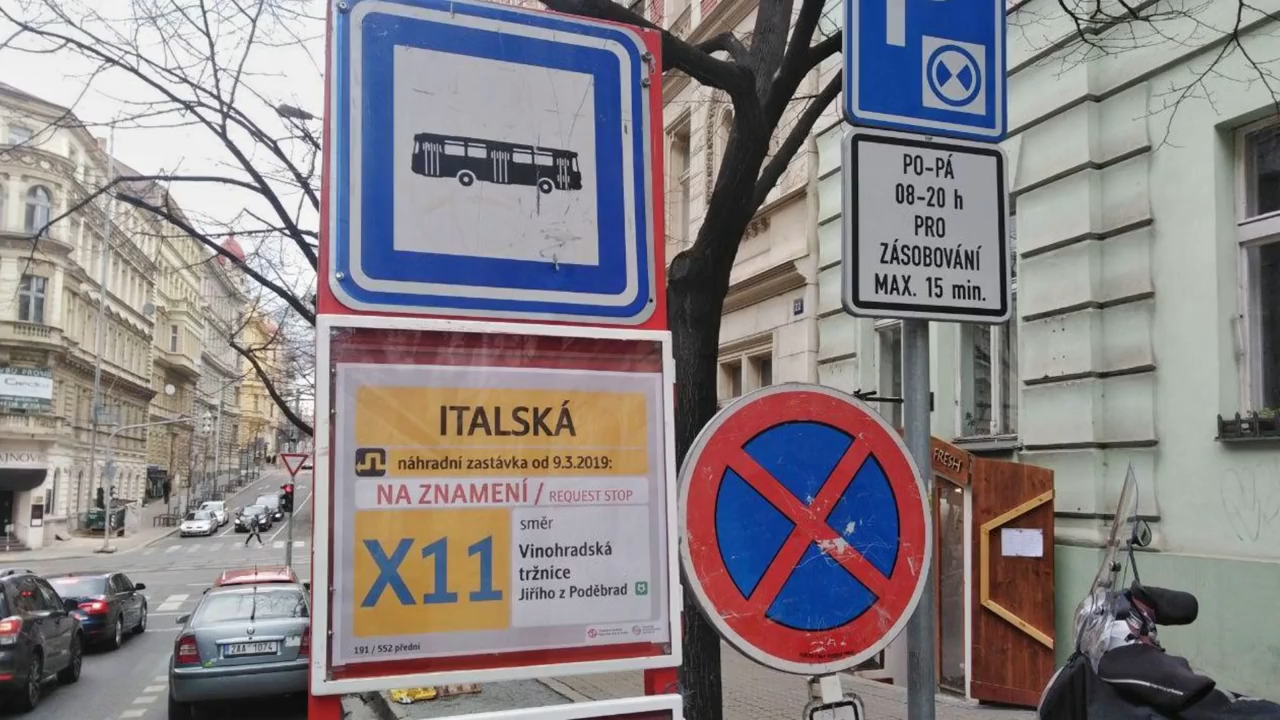 ITALSKÁ
náhradní zastávka od 9.3.2019:
NA ZNAMENÍ / REQUEST STOP
X11
směr
Vinohradská
tržnice
Jiřího z Poděbrad
191 / 552 přední
P
PO-PÁ
08-20 h
PRO
ZÁSOBOVÁNÍ
MAX. 15 min.
FRESH
2AA 1074